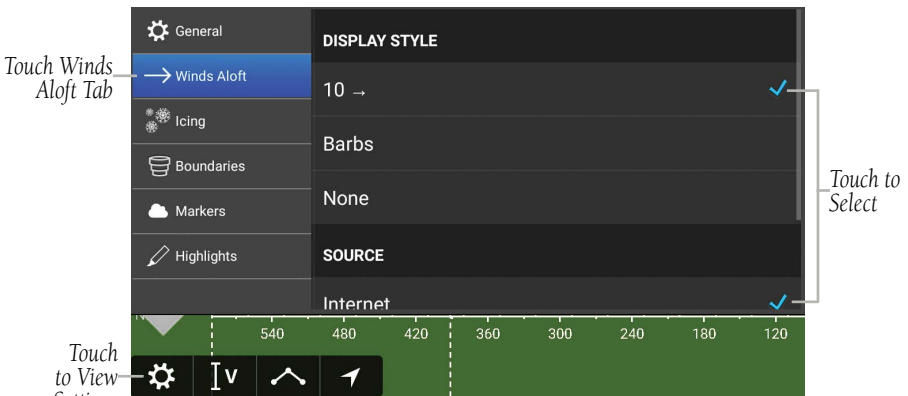 General
DISPLAY STYLE
Touch Winds
Aloft Tab
Winds Aloft
10 →
Icing
Barbs
Boundaries
None
Touch to
Select
Markers
Highlights
SOURCE
Internet
540 480 420 360 300 240 180 120
Touch
to View
V